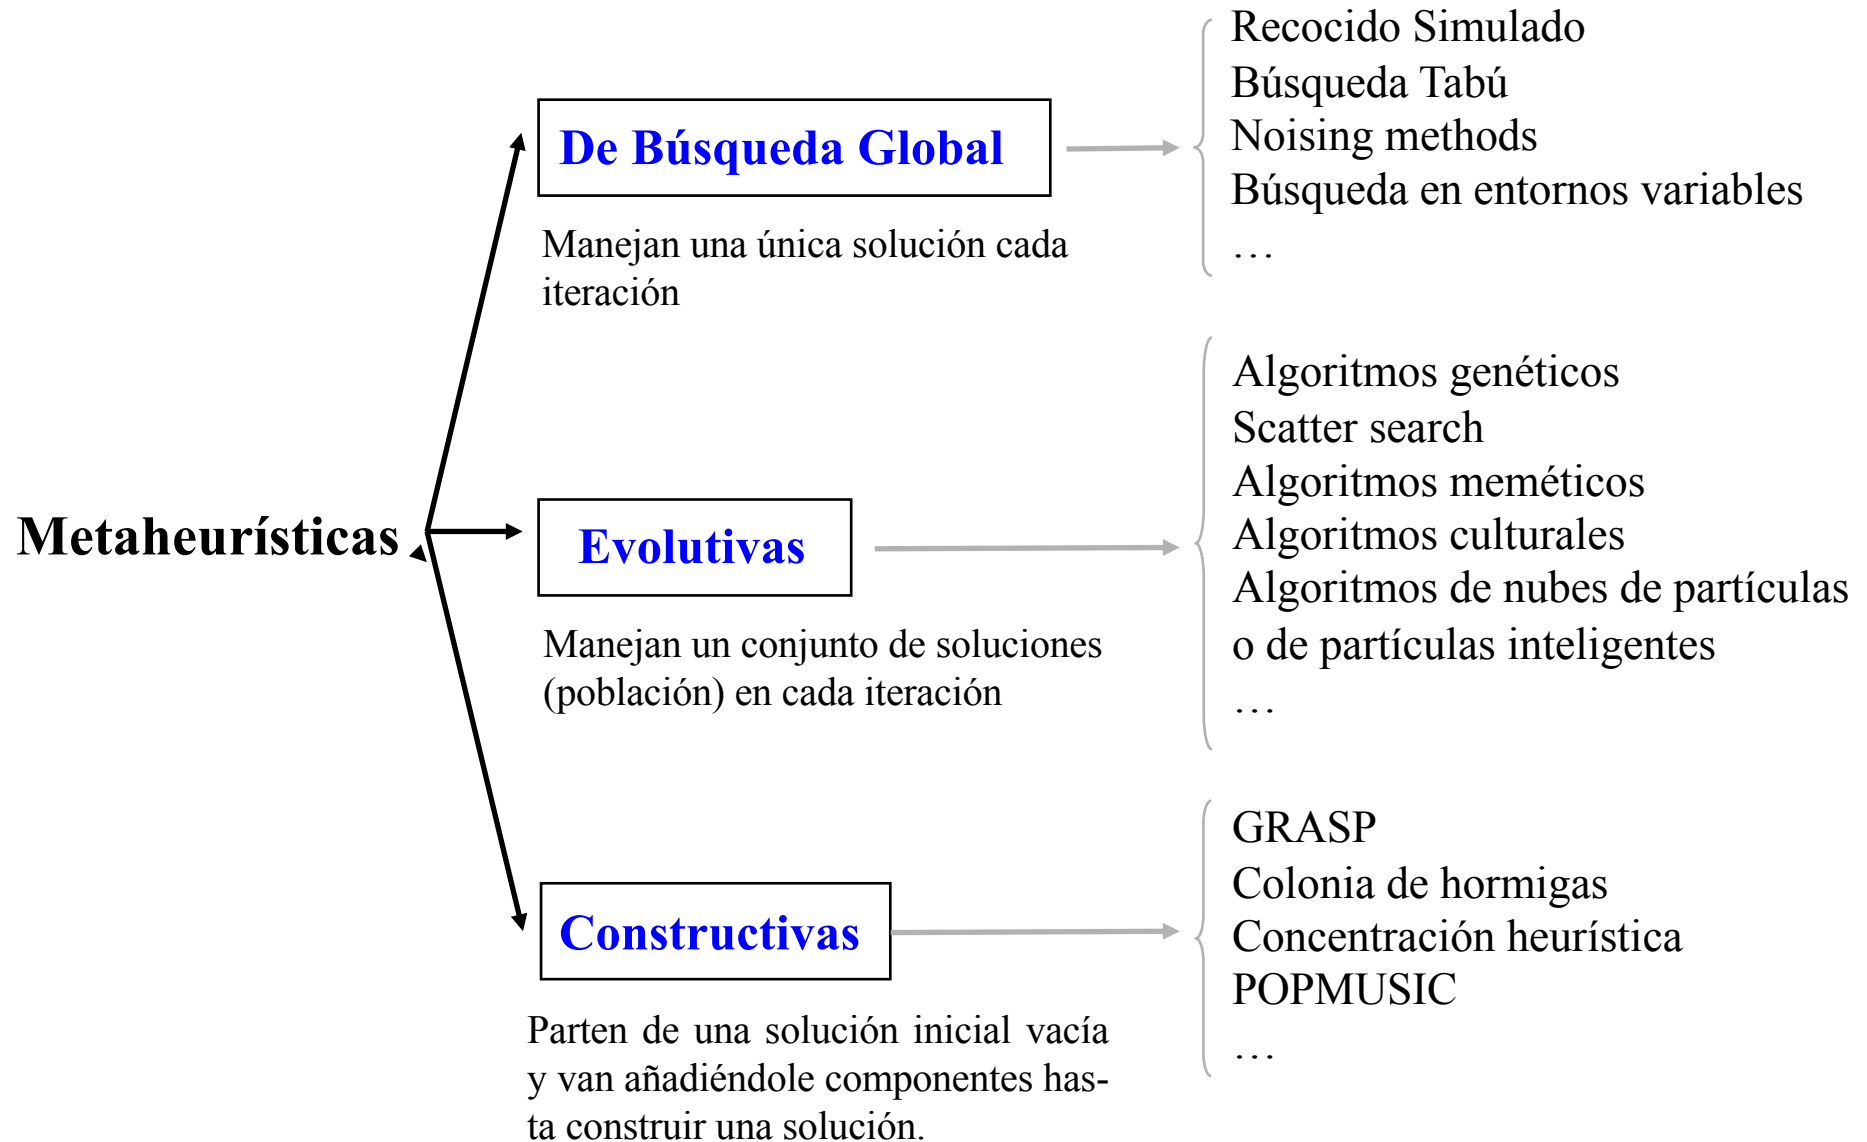 Metaheurísticas
De Búsqueda Global
Manejan una única solución cada
iteración
Recocido Simulado
Búsqueda Tabú
Noising methods
Búsqueda en entornos variables
…
Evolutivas
Manejan un conjunto de soluciones
(población) en cada iteración
Algoritmos genéticos
Scatter search
Algoritmos meméticos
Algoritmos culturales
Algoritmos de nubes de partículas
o de partículas inteligentes
…
Constructivas
Parten de una solución inicial vacía
y van añadiéndole componentes has-
ta construir una solución.
GRASP
Colonia de hormigas
Concentración heurística
POPMUSIC
…